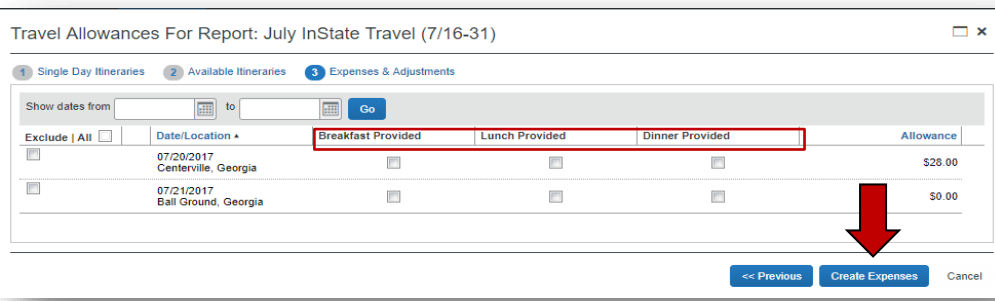 Travel Allowances For Report: July InState Travel (7/16-31)
1 Single Day Itineraries 2 Available Itineraries 3 Expenses & Adjustments
Show dates from to Go
Exclude | All Date/Location Breakfast Provided Lunch Provided Dinner Provided Allowance
07/20/2017
Centerville, Georgia
$28.00
07/21/2017
Ball Ground, Georgia
$0.00
<< Previous Create Expenses Cancel